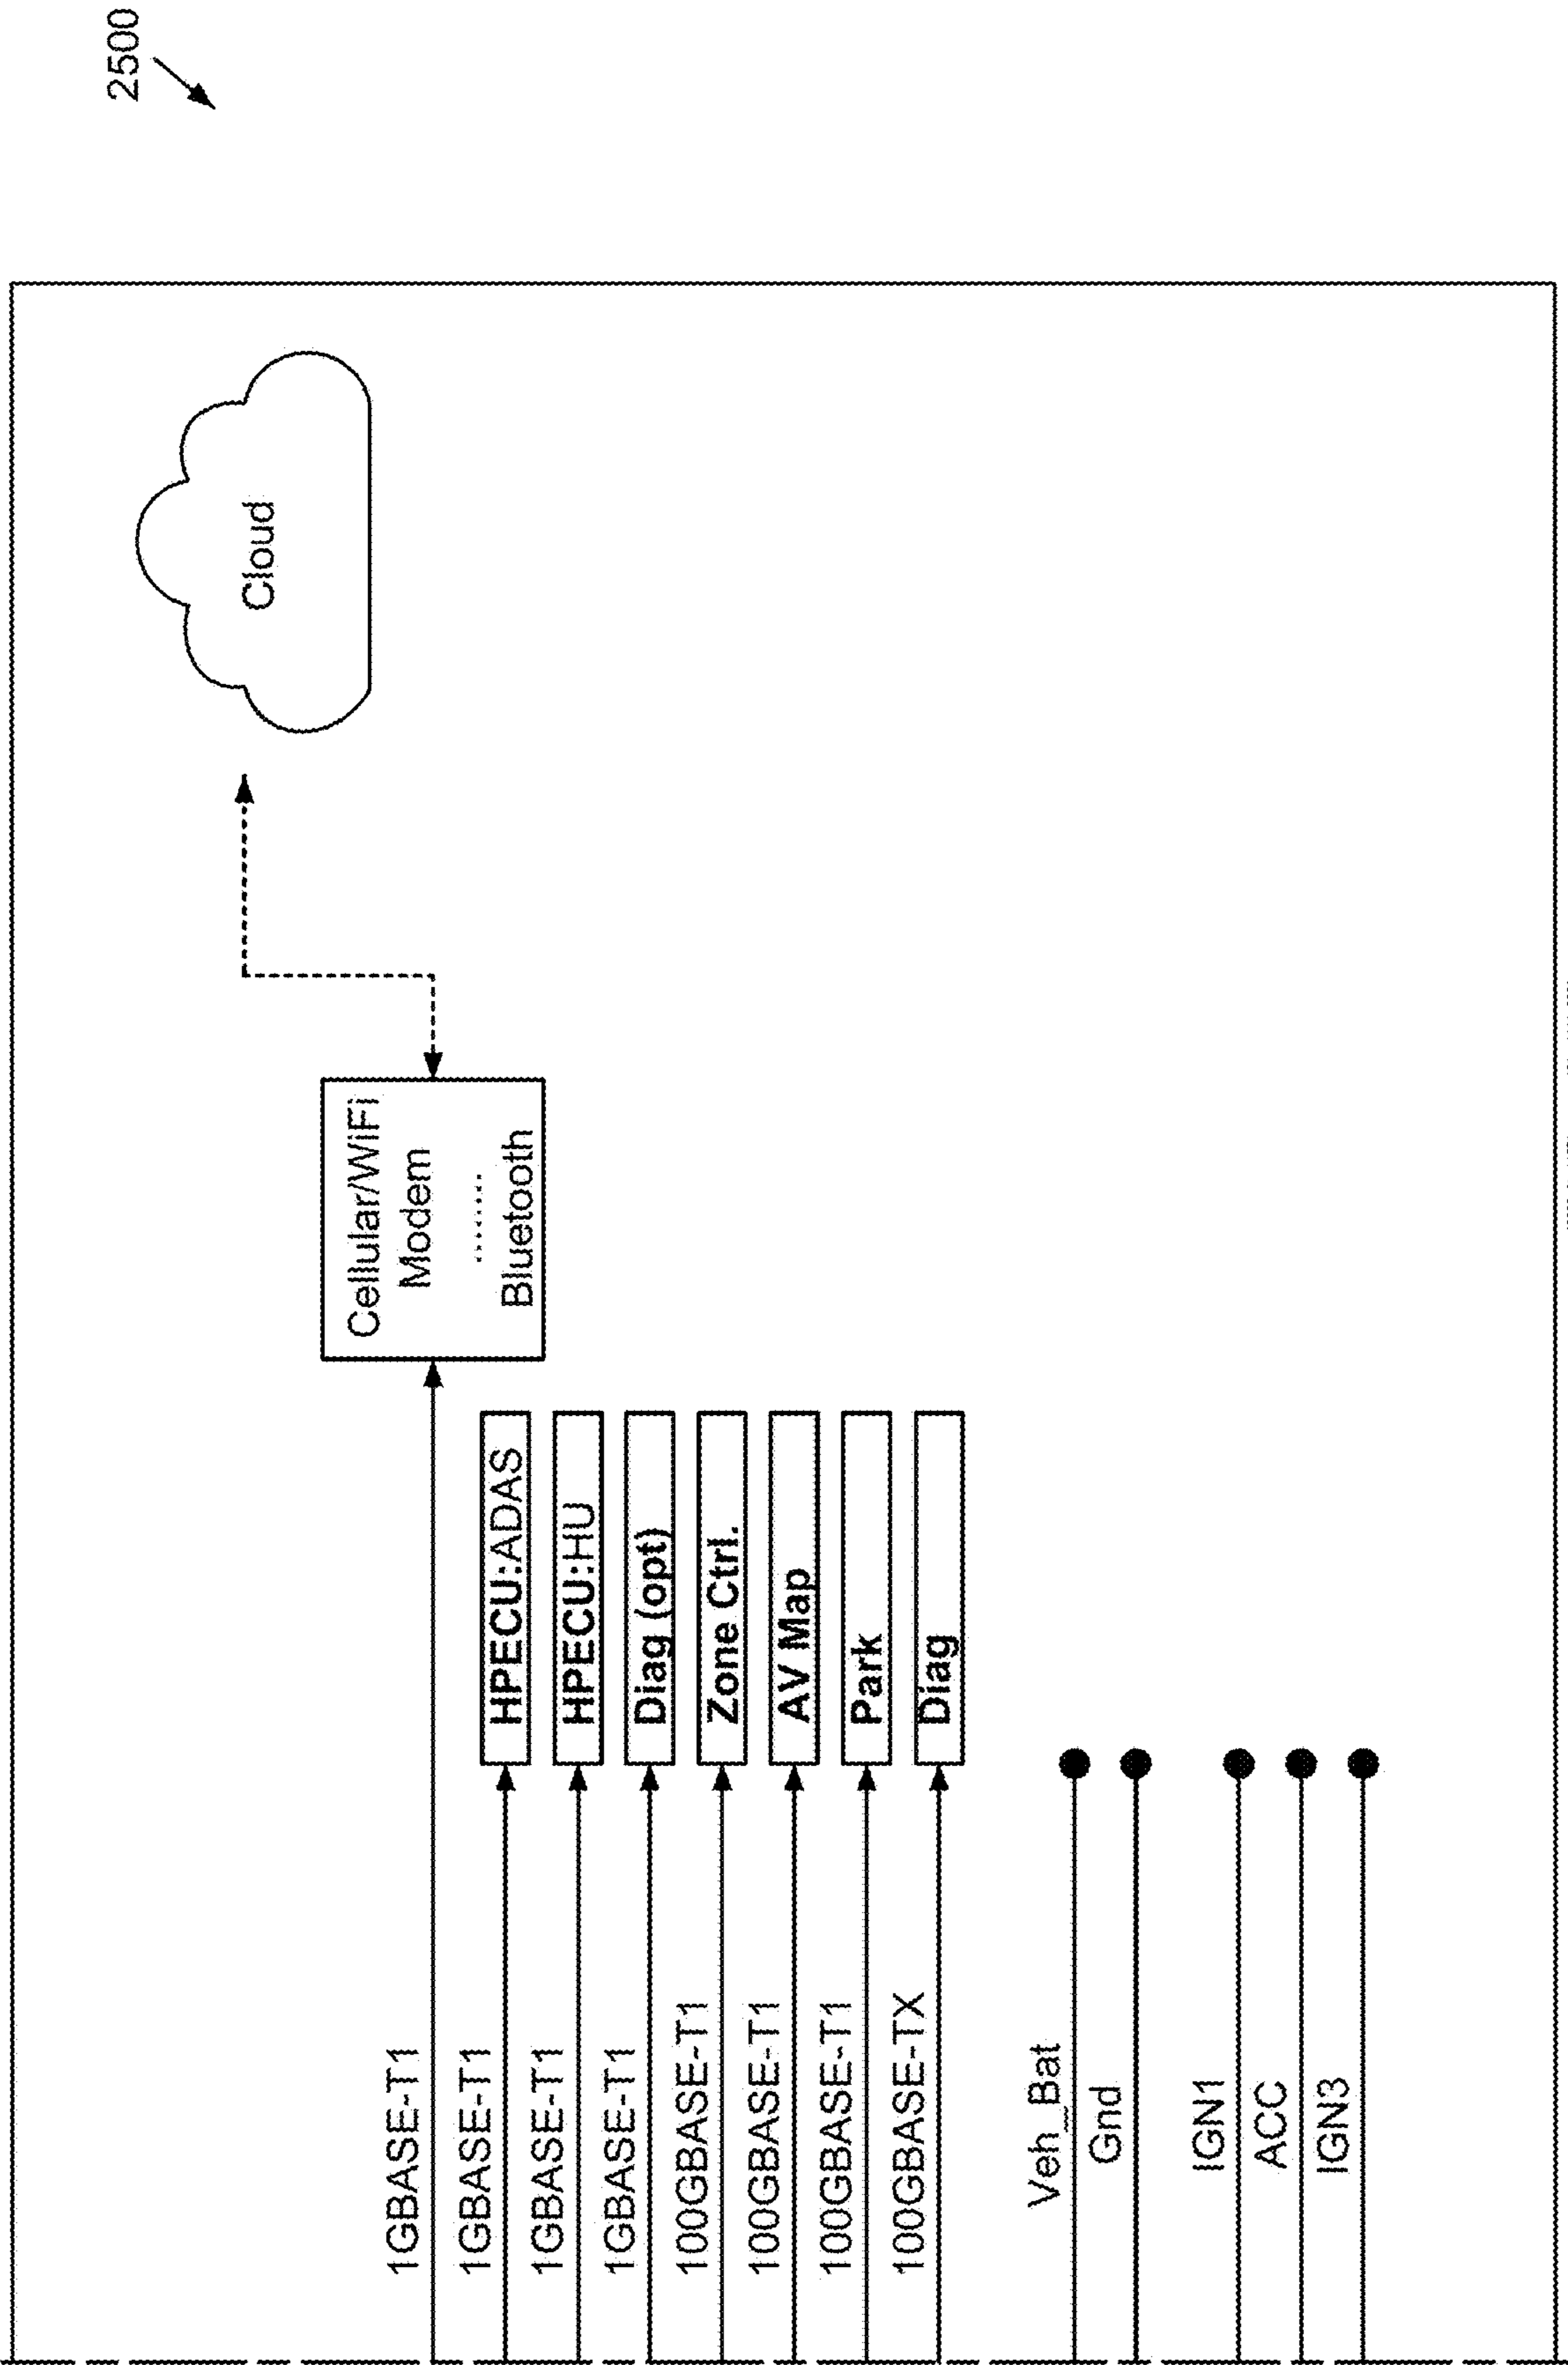 2500
Cloud
Cellular/WiFi
Modem
Bluetooth
1GBASE-T1
1GBASE-T1
HPECU:ADAS
1GBASE-T1
HPECU:HU
1GBASE-T1
Diag (opt)
100GBASE-T1
Zone Ctrl.
100GBASE-T1
AV Map
100GBASE-T1
Park
100GBASE-TX
Diag
Veh_Bat
Gnd
IGN1
ACC
IGN3